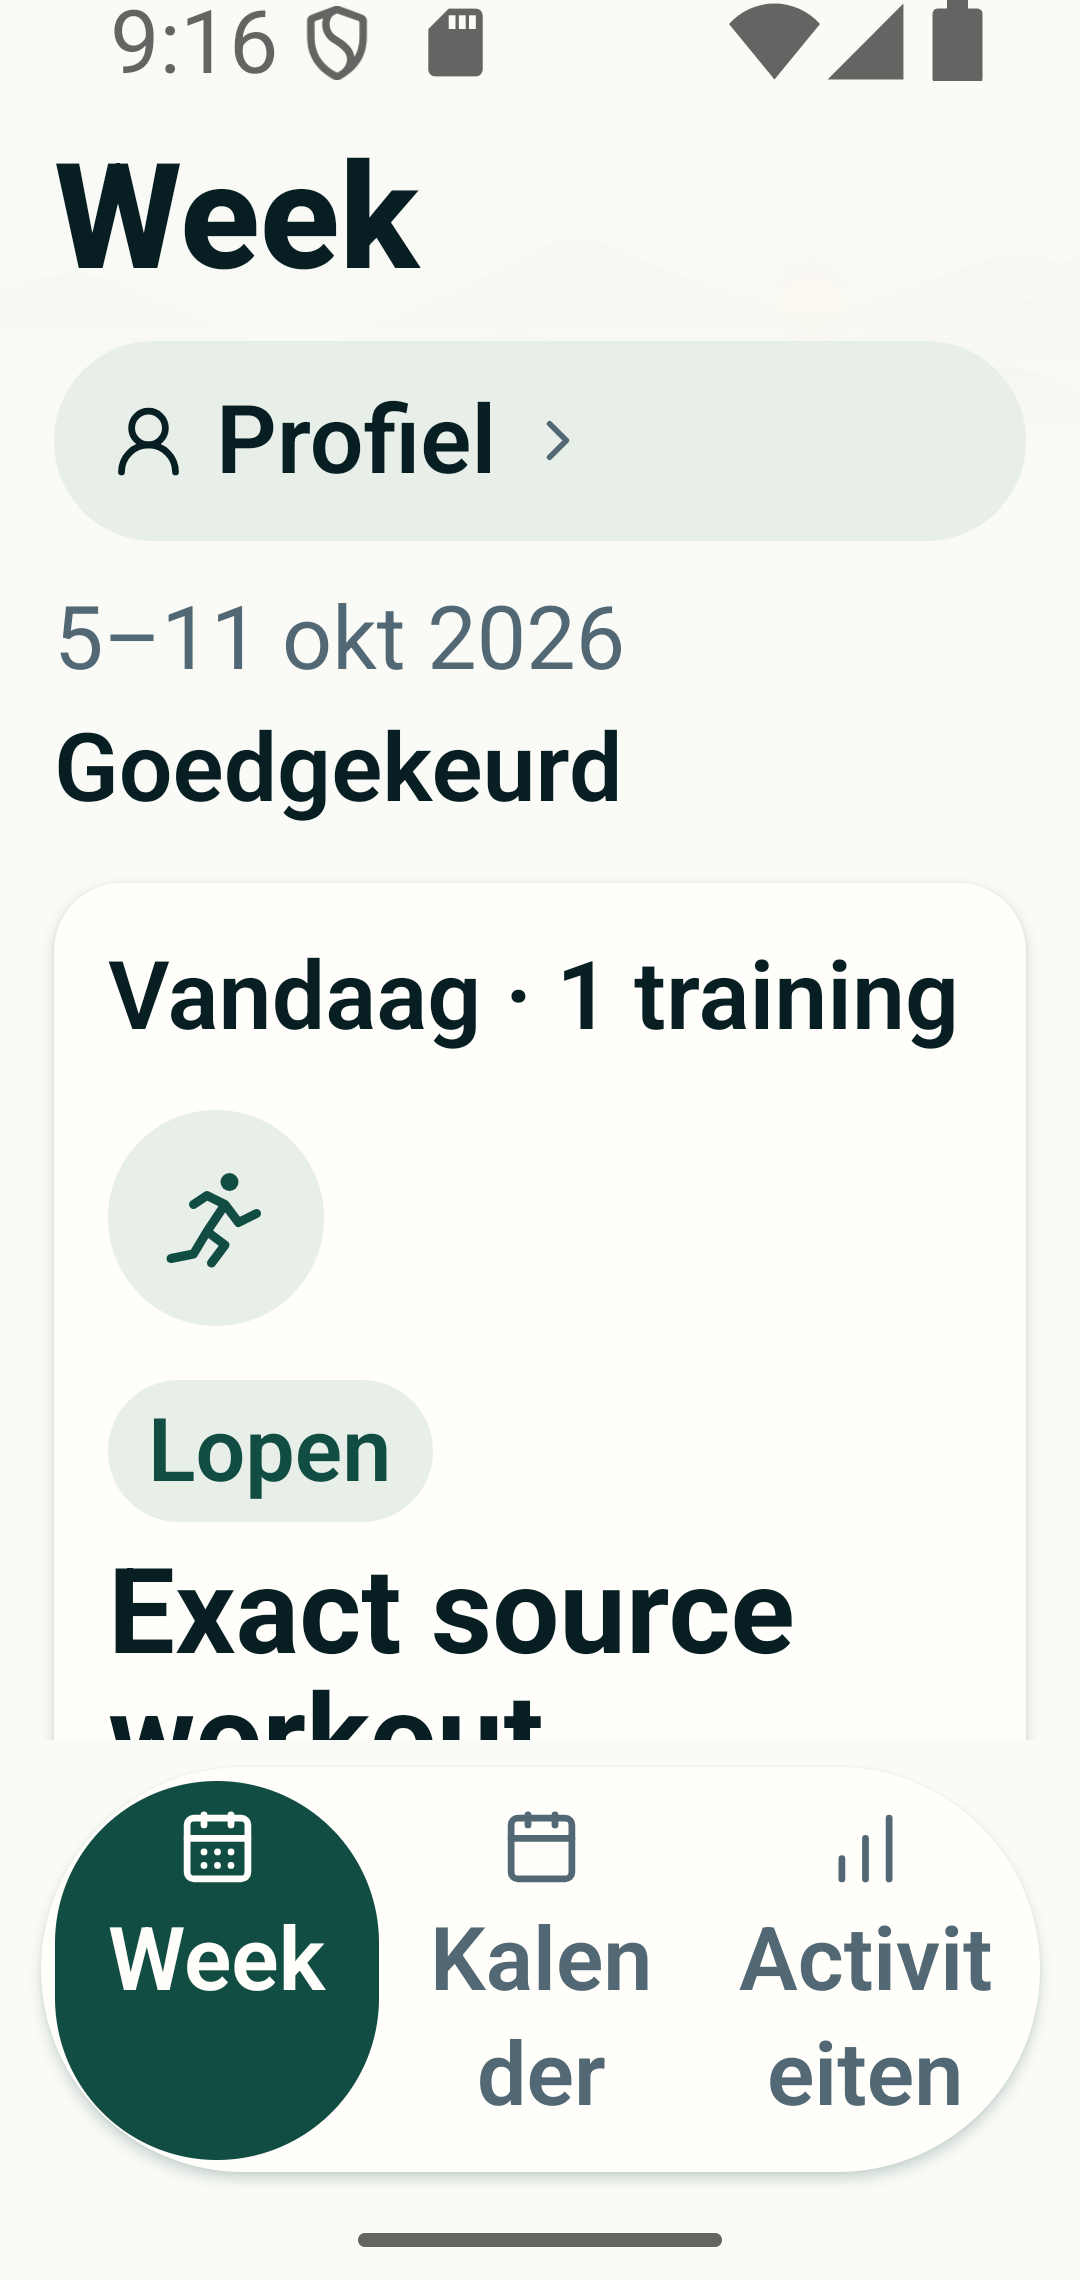 9:16
Week
Profiel
5–11 okt 2026
Goedgekeurd
Vandaag · 1 training
Lopen
Exact source
workout
Week
Kalen
der
Activit
eiten